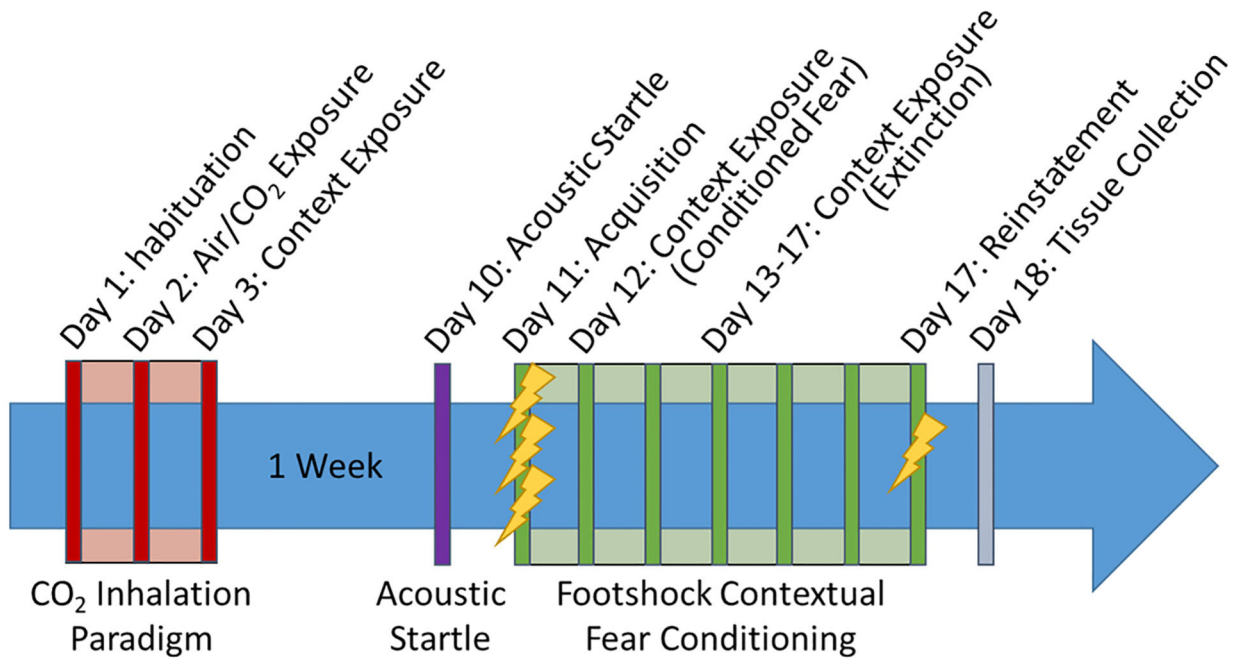 Day 1: habituation
Day 2: Air/CO₂ Exposure
Day 3: Context Exposure
Day 10: Acoustic Startle
Day 11: Acquisition
Day 12: Context Exposure
(Conditioned Fear)
Day 13-17: Context Exposure
(Extinction)
Day 17: Reinstatement
Day 18: Tissue Collection
1 Week
CO₂ Inhalation
Paradigm
Acoustic
Startle
Footshock Contextual
Fear Conditioning